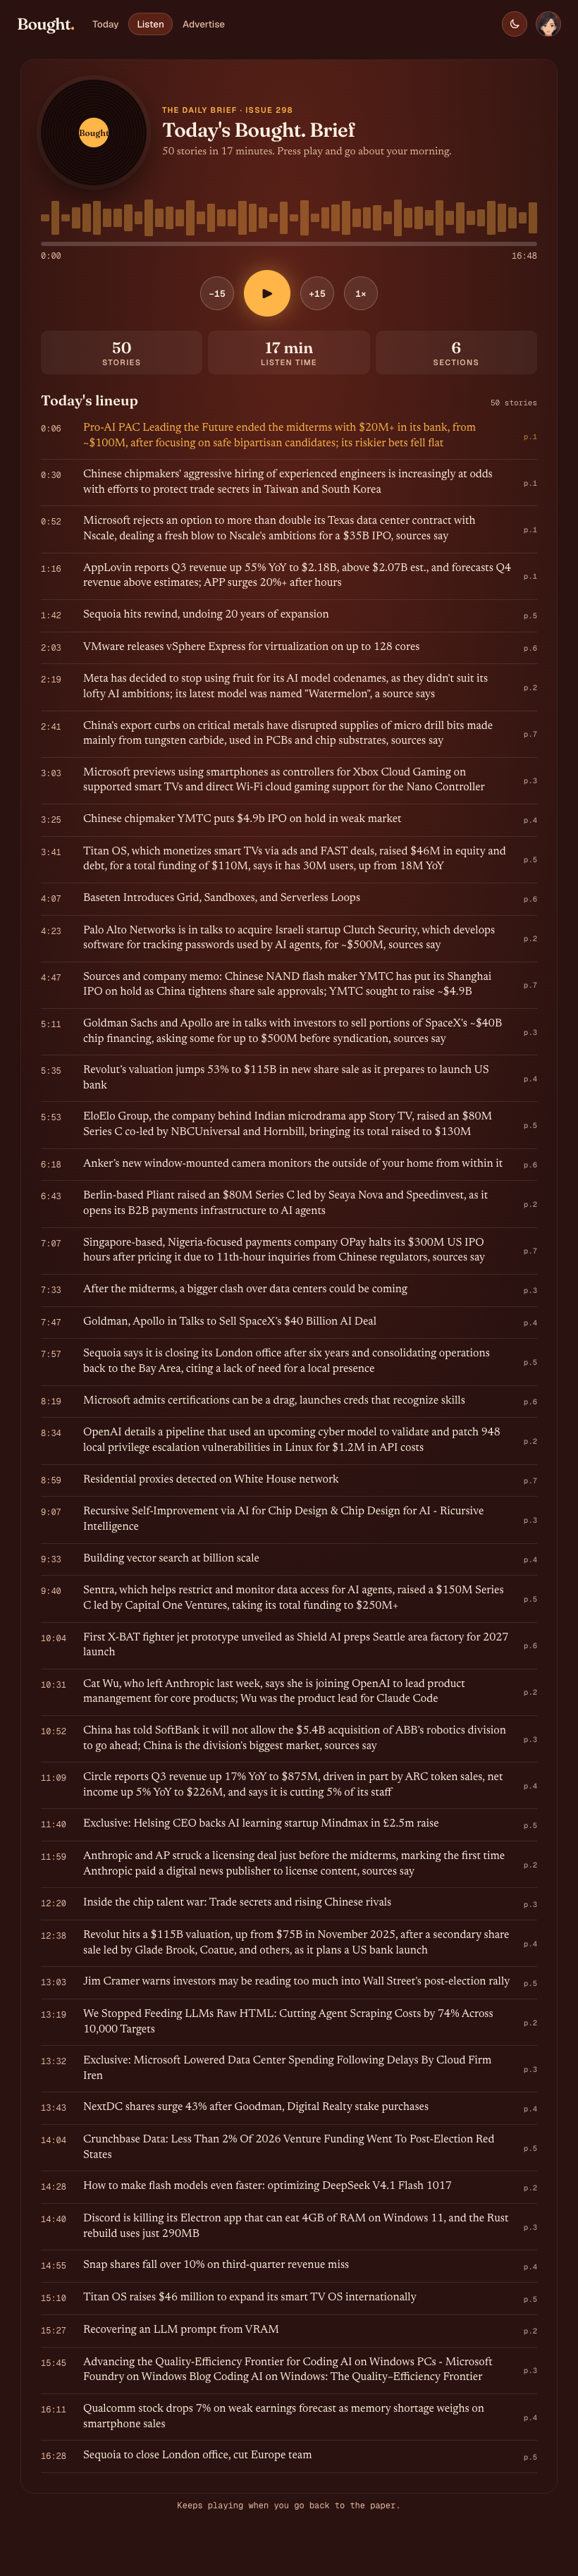 Bought.
Today
Listen
Advertise
Bought
THE DAILY BRIEF · ISSUE 298
Today's Bought. Brief
50 stories in 17 minutes. Press play and go about your morning.
0:00
16:48
−15
+15
1×
50
STORIES
17 min
LISTEN TIME
6
SECTIONS
Today's lineup
50 stories
0:06
Pro-AI PAC Leading the Future ended the midterms with $20M+ in its bank, from
~$100M, after focusing on safe bipartisan candidates; its riskier bets fell flat
p.1
0:30
Chinese chipmakers' aggressive hiring of experienced engineers is increasingly at odds
with efforts to protect trade secrets in Taiwan and South Korea
p.1
0:52
Microsoft rejects an option to more than double its Texas data center contract with
Nscale, dealing a fresh blow to Nscale's ambitions for a $35B IPO, sources say
p.1
1:16
AppLovin reports Q3 revenue up 55% YoY to $2.18B, above $2.07B est., and forecasts Q4
revenue above estimates; APP surges 20%+ after hours
p.1
1:42
Sequoia hits rewind, undoing 20 years of expansion
p.5
2:03
VMware releases vSphere Express for virtualization on up to 128 cores
p.6
2:19
Meta has decided to stop using fruit for its AI model codenames, as they didn't suit its
lofty AI ambitions; its latest model was named "Watermelon", a source says
p.2
2:41
China's export curbs on critical metals have disrupted supplies of micro drill bits made
mainly from tungsten carbide, used in PCBs and chip substrates, sources say
p.7
3:03
Microsoft previews using smartphones as controllers for Xbox Cloud Gaming on
supported smart TVs and direct Wi-Fi cloud gaming support for the Nano Controller
p.3
3:25
Chinese chipmaker YMTC puts $4.9b IPO on hold in weak market
p.4
3:41
Titan OS, which monetizes smart TVs via ads and FAST deals, raised $46M in equity and
debt, for a total funding of $110M, says it has 30M users, up from 18M YoY
p.5
4:07
Baseten Introduces Grid, Sandboxes, and Serverless Loops
p.6
4:23
Palo Alto Networks is in talks to acquire Israeli startup Clutch Security, which develops
software for tracking passwords used by AI agents, for ~$500M, sources say
p.2
4:47
Sources and company memo: Chinese NAND flash maker YMTC has put its Shanghai
IPO on hold as China tightens share sale approvals; YMTC sought to raise ~$4.9B
p.7
5:11
Goldman Sachs and Apollo are in talks with investors to sell portions of SpaceX's ~$40B
chip financing, asking some for up to $500M before syndication, sources say
p.3
5:35
Revolut's valuation jumps 53% to $115B in new share sale as it prepares to launch US
bank
p.4
5:53
EloElo Group, the company behind Indian microdrama app Story TV, raised an $80M
Series C co-led by NBCUniversal and Hornbill, bringing its total raised to $130M
p.5
6:18
Anker's new window-mounted camera monitors the outside of your home from within it
p.6
6:43
Berlin-based Pliant raised an $80M Series C led by Seaya Nova and Speedinvest, as it
opens its B2B payments infrastructure to AI agents
p.2
7:07
Singapore-based, Nigeria-focused payments company OPay halts its $300M US IPO
hours after pricing it due to 11th-hour inquiries from Chinese regulators, sources say
p.7
7:33
After the midterms, a bigger clash over data centers could be coming
p.3
7:47
Goldman, Apollo in Talks to Sell SpaceX's $40 Billion AI Deal
p.4
7:57
Sequoia says it is closing its London office after six years and consolidating operations
back to the Bay Area, citing a lack of need for a local presence
p.5
8:19
Microsoft admits certifications can be a drag, launches creds that recognize skills
p.6
8:34
OpenAI details a pipeline that used an upcoming cyber model to validate and patch 948
local privilege escalation vulnerabilities in Linux for $1.2M in API costs
p.2
8:59
Residential proxies detected on White House network
p.7
9:07
Recursive Self-Improvement via AI for Chip Design & Chip Design for AI - Ricursive
Intelligence
p.3
9:33
Building vector search at billion scale
p.4
9:40
Sentra, which helps restrict and monitor data access for AI agents, raised a $150M Series
C led by Capital One Ventures, taking its total funding to $250M+
p.5
10:04
First X-BAT fighter jet prototype unveiled as Shield AI preps Seattle area factory for 2027
launch
p.6
10:31
Cat Wu, who left Anthropic last week, says she is joining OpenAI to lead product
manangement for core products; Wu was the product lead for Claude Code
p.2
10:52
China has told SoftBank it will not allow the $5.4B acquisition of ABB's robotics division
to go ahead; China is the division's biggest market, sources say
p.3
11:09
Circle reports Q3 revenue up 17% YoY to $875M, driven in part by ARC token sales, net
income up 5% YoY to $226M, and says it is cutting 5% of its staff
p.4
11:40
Exclusive: Helsing CEO backs AI learning startup Mindmax in £2.5m raise
p.5
11:59
Anthropic and AP struck a licensing deal just before the midterms, marking the first time
Anthropic paid a digital news publisher to license content, sources say
p.2
12:20
Inside the chip talent war: Trade secrets and rising Chinese rivals
p.3
12:38
Revolut hits a $115B valuation, up from $75B in November 2025, after a secondary share
sale led by Glade Brook, Coatue, and others, as it plans a US bank launch
p.4
13:03
Jim Cramer warns investors may be reading too much into Wall Street's post-election rally
p.5
13:19
We Stopped Feeding LLMs Raw HTML: Cutting Agent Scraping Costs by 74% Across
10,000 Targets
p.2
13:32
Exclusive: Microsoft Lowered Data Center Spending Following Delays By Cloud Firm
Iren
p.3
13:43
NextDC shares surge 43% after Goodman, Digital Realty stake purchases
p.4
14:04
Crunchbase Data: Less Than 2% Of 2026 Venture Funding Went To Post-Election Red
States
p.5
14:28
How to make flash models even faster: optimizing DeepSeek V4.1 Flash 1017
p.2
14:40
Discord is killing its Electron app that can eat 4GB of RAM on Windows 11, and the Rust
rebuild uses just 290MB
p.3
14:55
Snap shares fall over 10% on third-quarter revenue miss
p.4
15:10
Titan OS raises $46 million to expand its smart TV OS internationally
p.5
15:27
Recovering an LLM prompt from VRAM
p.2
15:45
Advancing the Quality-Efficiency Frontier for Coding AI on Windows PCs - Microsoft
Foundry on Windows Blog Coding AI on Windows: The Quality–Efficiency Frontier
p.3
16:11
Qualcomm stock drops 7% on weak earnings forecast as memory shortage weighs on
smartphone sales
p.4
16:28
Sequoia to close London office, cut Europe team
p.5
Keeps playing when you go back to the paper.